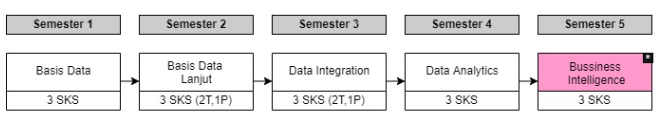 Semester 1
Semester 2
Semester 3
Semester 4
Semester 5
Basis Data
Basis Data
Lanjut
Data Integration
Data Analytics
Bussiness
Intelligence
3 SKS
3 SKS (2T,1P)
3 SKS (2T,1P)
3 SKS
3 SKS